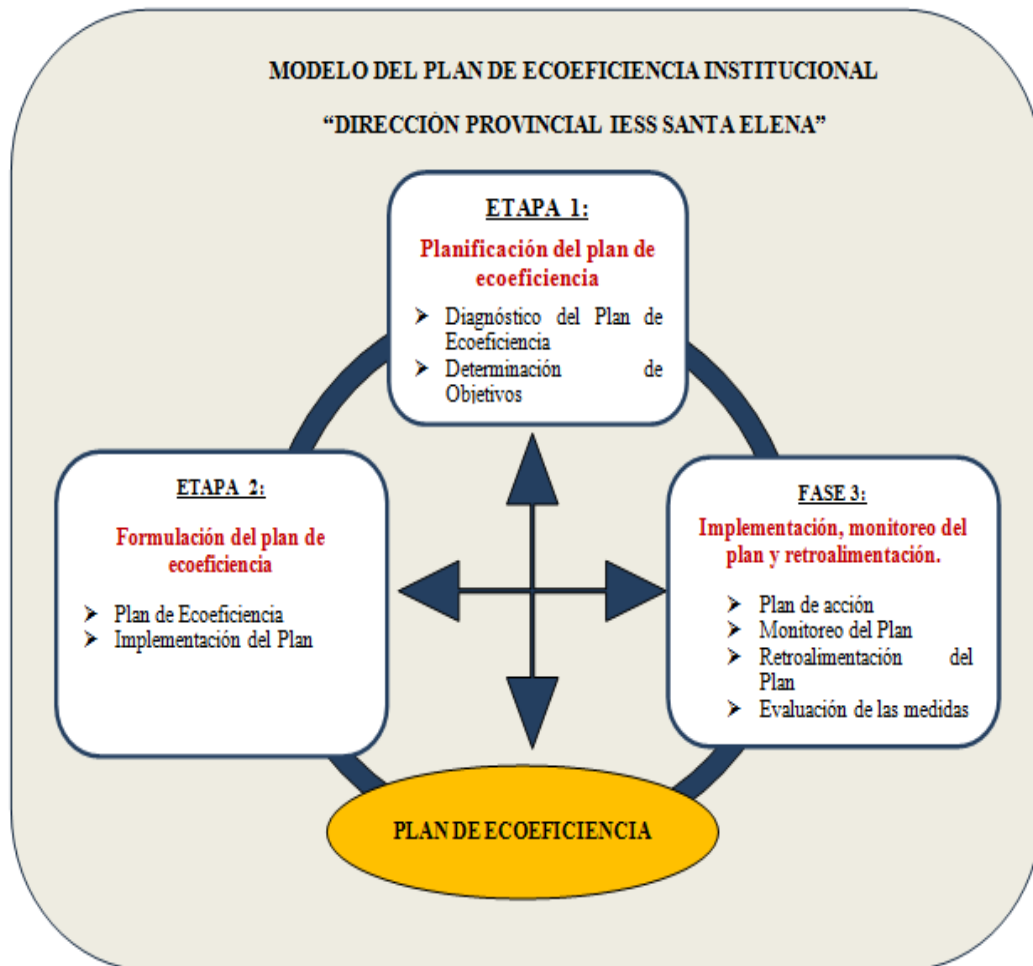 MODELO DEL PLAN DE ECOEFICIENCIA INSTITUCIONAL
“DIRECCIÓN PROVINCIAL IESS SANTA ELENA”
ETAPA 1:
Planificación del plan de
ecoeficiencia
➤ Diagnóstico del Plan de
Ecoeficiencia
➤ Determinación de
Objetivos
ETAPA 2:
Formulación del plan de
ecoeficiencia
➤ Plan de Ecoeficiencia
➤ Implementación del Plan
FASE 3:
Implementación, monitoreo del
plan y retroalimentación.
➤ Plan de acción
➤ Monitoreo del Plan
➤ Retroalimentación del
Plan
➤ Evaluación de las medidas
PLAN DE ECOEFICIENCIA